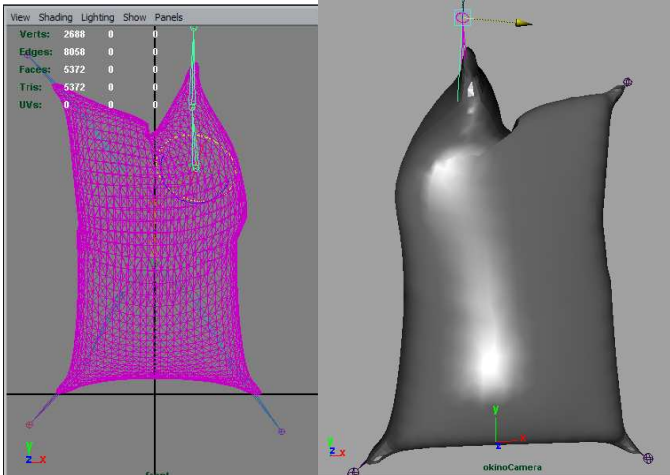 View Shading Lighting Show Panels
Verts: 2688 0 0
Edges: 8058 0 0
Faces: 5372 0 0
Tris: 5372 0 0
UVs: 0 0 0
y
z x
front
y
z x
y
z x
okinoCamera